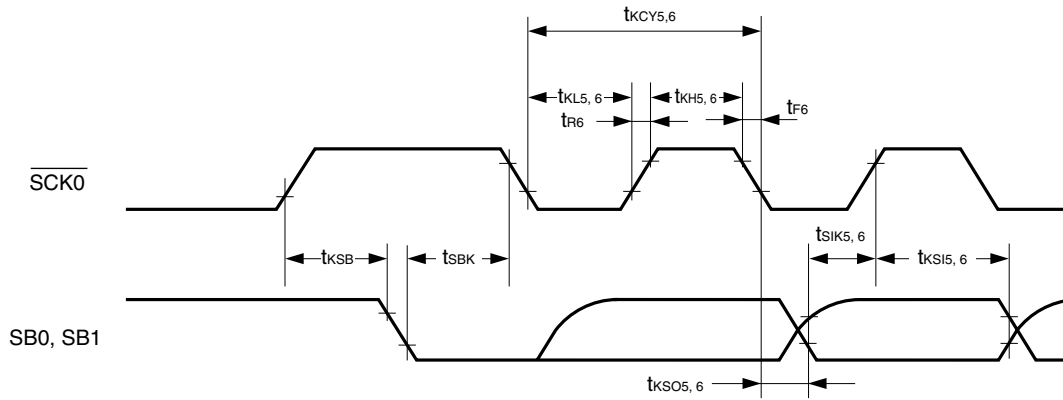 tKCY5,6
tKL5, 6 tKH5, 6
tR6 tF6
SCK0
tSIK5, 6
tKSB tSBK tKSI5, 6
SB0, SB1
tKSO5, 6